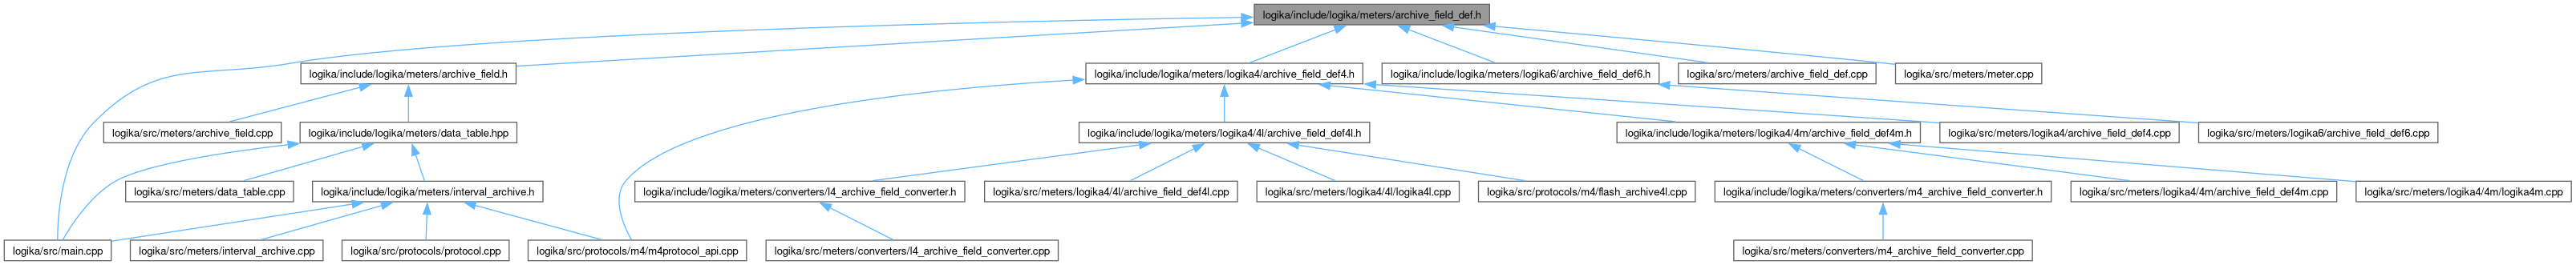 logika/include/logika/meters/archive_field_def.h
logika/include/logika/meters/archive_field.h
logika/include/logika/meters/logika4/archive_field_def4.h
logika/include/logika/meters/logika6/archive_field_def6.h
logika/src/meters/archive_field_def.cpp
logika/src/meters/meter.cpp
logika/src/meters/archive_field.cpp
logika/include/logika/meters/data_table.hpp
logika/include/logika/meters/logika4/4l/archive_field_def4l.h
logika/include/logika/meters/logika4/4m/archive_field_def4m.h
logika/src/meters/logika4/archive_field_def4.cpp
logika/src/meters/logika6/archive_field_def6.cpp
logika/src/meters/data_table.cpp
logika/include/logika/meters/interval_archive.h
logika/include/logika/meters/converters/l4_archive_field_converter.h
logika/src/meters/logika4/4l/archive_field_def4l.cpp
logika/src/meters/logika4/4l/logika4l.cpp
logika/src/protocols/m4/flash_archive4l.cpp
logika/include/logika/meters/converters/m4_archive_field_converter.h
logika/src/meters/logika4/4m/archive_field_def4m.cpp
logika/src/meters/logika4/4m/logika4m.cpp
logika/src/main.cpp
logika/src/meters/interval_archive.cpp
logika/src/protocols/protocol.cpp
logika/src/protocols/m4/m4protocol_api.cpp
logika/src/meters/converters/l4_archive_field_converter.cpp
logika/src/meters/converters/m4_archive_field_converter.cpp